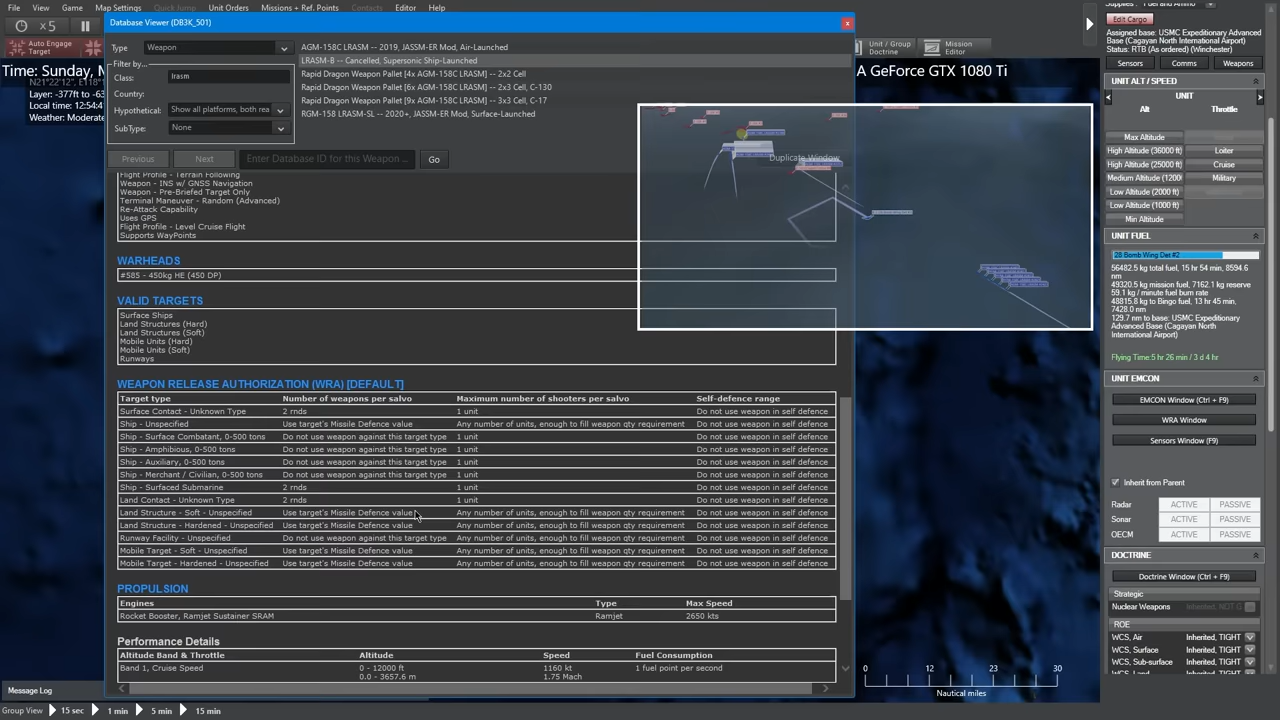 File View Game Map Settings Quick Jump Unit Orders Missions + Ref. Points Contacts Editor Help
×5
Auto Engage
Target
Time: Sunday, N
N21°22'12", E118°
Layer: -377ft to -63
Local time: 12:54:4
Weather: Moderate
Database Viewer (DB3K_501)
x
Type Weapon
Filter by...
Class: lrasm
Country:
Hypothetical: Show all platforms, both rea
SubType: None
AGM-158C LRASM -- 2019, JASSM-ER Mod, Air-Launched
LRASM-B -- Cancelled, Supersonic Ship-Launched
Rapid Dragon Weapon Pallet [4x AGM-158C LRASM] -- 2x2 Cell
Rapid Dragon Weapon Pallet [6x AGM-158C LRASM] -- 2x3 Cell, C-130
Rapid Dragon Weapon Pallet [9x AGM-158C LRASM] -- 3x3 Cell, C-17
RGM-158 LRASM-SL -- 2020+, JASSM-ER Mod, Surface-Launched
Previous Next Enter Database ID for this Weapon ... Go
Flight Profile - Terrain Following
Weapon - INS w/ GNSS Navigation
Weapon - Pre-Briefed Target Only
Terminal Maneuver - Random (Advanced)
Re-Attack Capability
Uses GPS
Flight Profile - Level Cruise Flight
Supports WayPoints
WARHEADS
#585 - 450kg HE (450 DP)
VALID TARGETS
Surface Ships
Land Structures (Hard)
Land Structures (Soft)
Mobile Units (Hard)
Mobile Units (Soft)
Runways
WEAPON RELEASE AUTHORIZATION (WRA) [DEFAULT]
Target type Number of weapons per salvo Maximum number of shooters per salvo Self-defence range
Surface Contact - Unknown Type 2 rnds 1 unit Do not use weapon in self defence
Ship - Unspecified Use target's Missile Defence value Any number of units, enough to fill weapon qty requirement Do not use weapon in self defence
Ship - Surface Combatant, 0-500 tons Do not use weapon against this target type 1 unit Do not use weapon in self defence
Ship - Amphibious, 0-500 tons Do not use weapon against this target type 1 unit Do not use weapon in self defence
Ship - Auxiliary, 0-500 tons Do not use weapon against this target type 1 unit Do not use weapon in self defence
Ship - Merchant / Civilian, 0-500 tons Do not use weapon against this target type 1 unit Do not use weapon in self defence
Ship - Surfaced Submarine 2 rnds 1 unit Do not use weapon in self defence
Land Contact - Unknown Type 2 rnds 1 unit Do not use weapon in self defence
Land Structure - Soft - Unspecified Use target's Missile Defence value Any number of units, enough to fill weapon qty requirement Do not use weapon in self defence
Land Structure - Hardened - Unspecified Use target's Missile Defence value Any number of units, enough to fill weapon qty requirement Do not use weapon in self defence
Runway Facility - Unspecified Do not use weapon against this target type Any number of units, enough to fill weapon qty requirement Do not use weapon in self defence
Mobile Target - Soft - Unspecified Use target's Missile Defence value Any number of units, enough to fill weapon qty requirement Do not use weapon in self defence
Mobile Target - Hardened - Unspecified Use target's Missile Defence value Any number of units, enough to fill weapon qty requirement Do not use weapon in self defence
PROPULSION
Engines Type Max Speed
Rocket Booster, Ramjet Sustainer SRAM Ramjet 2650 kts
Performance Details
Altitude Band & Throttle Altitude Speed Fuel Consumption
Band 1, Cruise Speed 0 - 12000 ft 1160 kt 1 fuel point per second
0.0 - 3657.6 m 1.75 Mach
Unit / Group
Doctrine
Mission
Editor
A GeForce GTX 1080 Ti
Duplicate Window
0 12 23 30
Nautical miles
Message Log
Group View 15 sec 1 min 5 min 15 min
Edit Cargo
Assigned base: USMC Expeditionary
Advanced Base (Cagayan North
International Airport)
Status: RTB (As ordered) (Winchester)
Sensors Comms Weapons
UNIT ALT / SPEED
UNIT
Alt Throttle
Max Altitude
High Altitude (36000 ft) Loiter
High Altitude (25000 ft) Cruise
Medium Altitude (1200 Military
Low Altitude (2000 ft)
Low Altitude (1000 ft)
Min Altitude
UNIT FUEL
28 Bomb Wing Det #2
56482.5 kg total fuel, 15 hr 54 min, 8594.6
nm
49320.5 kg mission fuel, 7162.1 kg reserve
59.1 kg / minute fuel burn rate
48815.8 kg to Bingo fuel, 13 hr 45 min,
7428.0 nm
129.7 nm to base: USMC Expeditionary
Advanced Base (Cagayan North
International Airport)
Flying Time:5 hr 26 min / 3 d 4 hr
UNIT EMCON
EMCON Window (Ctrl + F9)
WRA Window
Sensors Window (F9)
Inherit from Parent
Radar ACTIVE PASSIVE
Sonar ACTIVE PASSIVE
OECM ACTIVE PASSIVE
DOCTRINE
Doctrine Window (Ctrl + F9)
Strategic
Nuclear Weapons Inherited, NOT G
ROE
WCS, Air Inherited, TIGHT
WCS, Surface Inherited, TIGHT
WCS, Sub-surface Inherited, TIGHT